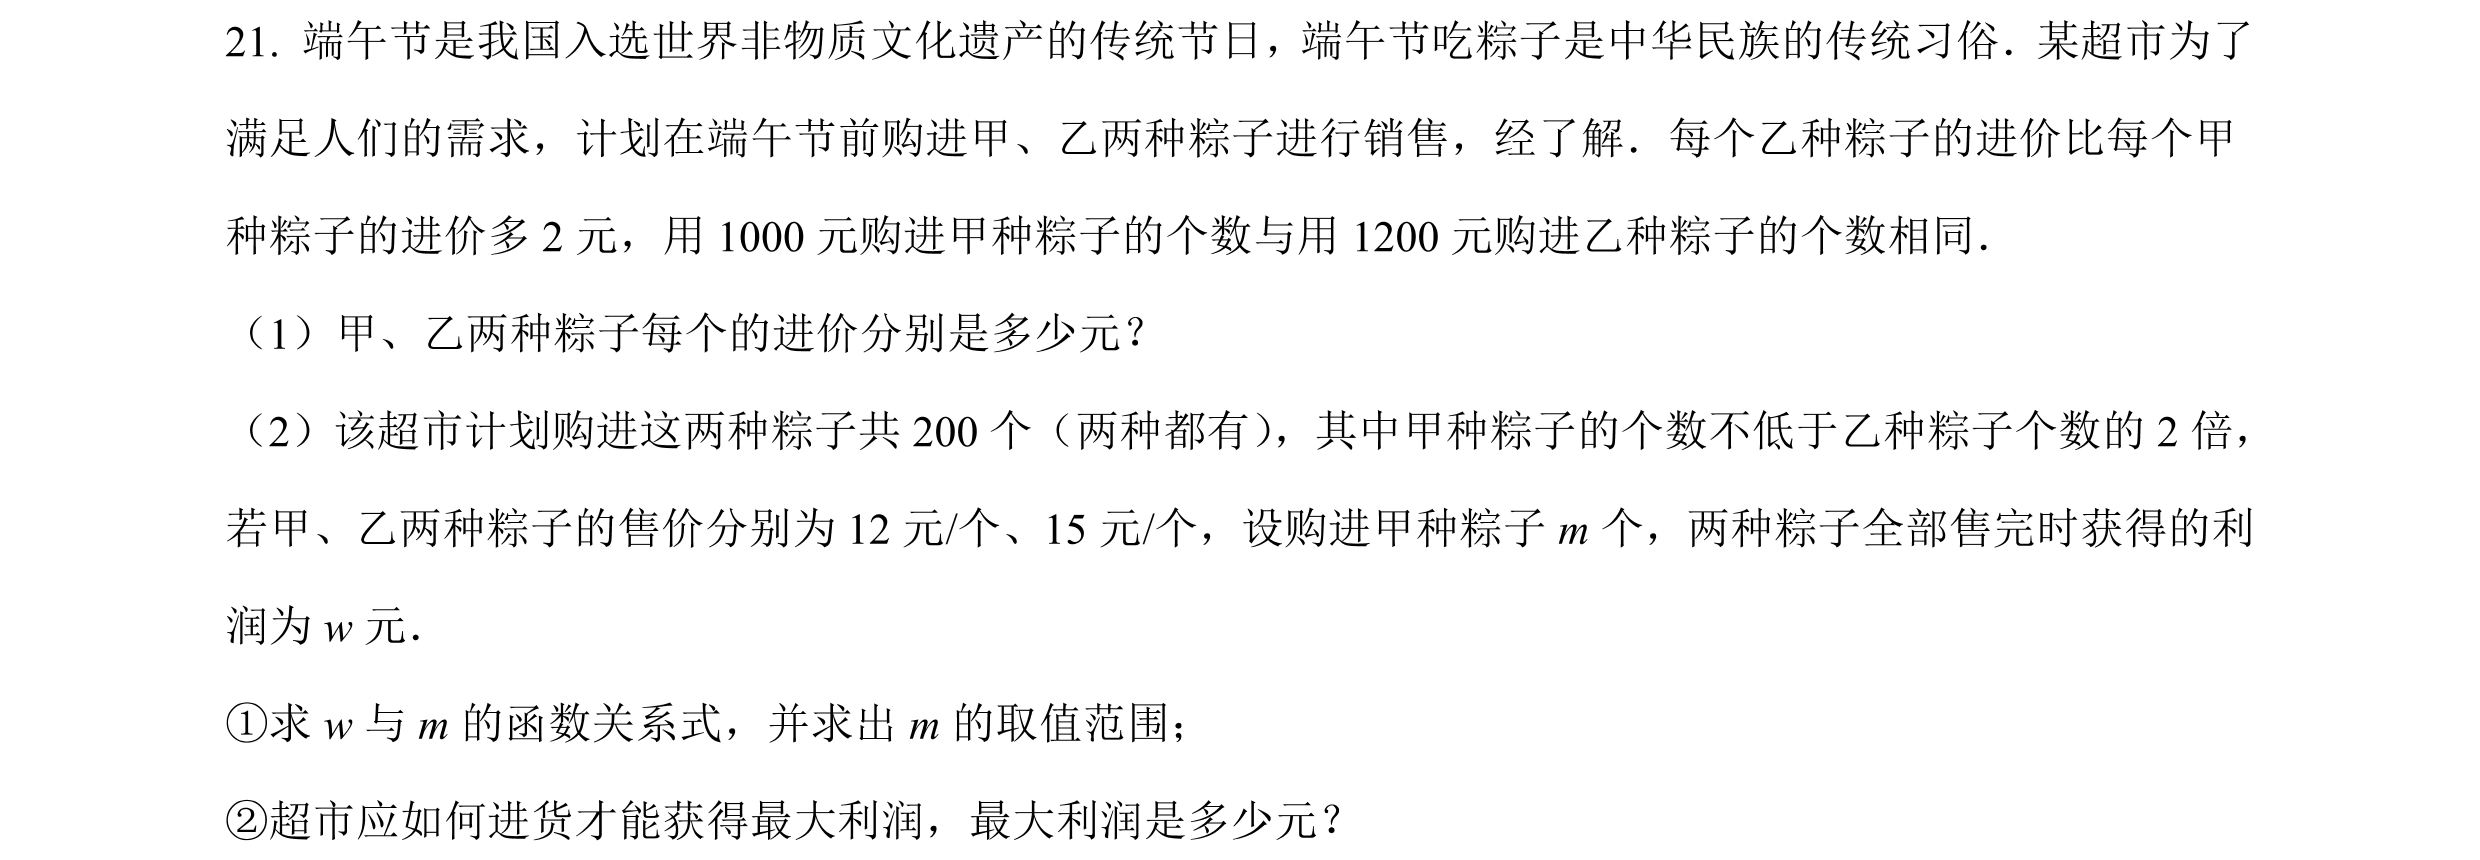 21. 端午节是我国入选世界非物质文化遗产的传统节日，端午节吃粽子是中华民族的传统习俗．某超市为了
满足人们的需求，计划在端午节前购进甲、乙两种粽子进行销售，经了解．每个乙种粽子的进价比每个甲
种粽子的进价多 2 元，用 1000 元购进甲种粽子的个数与用 1200 元购进乙种粽子的个数相同．
（1）甲、乙两种粽子每个的进价分别是多少元？
（2）该超市计划购进这两种粽子共 200 个（两种都有），其中甲种粽子的个数不低于乙种粽子个数的 2 倍，
若甲、乙两种粽子的售价分别为 12 元/个、15 元/个，设购进甲种粽子 m 个，两种粽子全部售完时获得的利
润为 w 元．
①求 w 与 m 的函数关系式，并求出 m 的取值范围；
②超市应如何进货才能获得最大利润，最大利润是多少元？